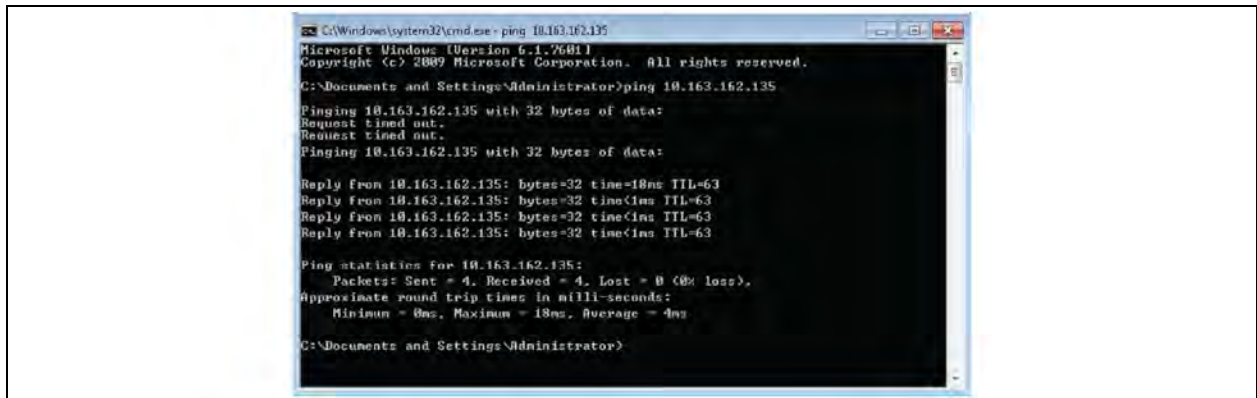 C:\Windows\system32\cmd.exe - ping 10.163.162.135
Microsoft Windows [Version 6.1.7601]
Copyright (c) 2009 Microsoft Corporation. All rights reserved.
C:\Documents and Settings\Administrator>ping 10.163.162.135
Pinging 10.163.162.135 with 32 bytes of data:
Request timed out.
Request timed out.
Pinging 10.163.162.135 with 32 bytes of data:
Reply from 10.163.162.135: bytes=32 time=18ms TTL=63
Reply from 10.163.162.135: bytes=32 time<1ms TTL=63
Reply from 10.163.162.135: bytes=32 time<1ms TTL=63
Reply from 10.163.162.135: bytes=32 time<1ms TTL=63
Ping statistics for 10.163.162.135:
Packets: Sent = 4, Received = 4, Lost = 0 (0% loss),
Approximate round trip times in milli-seconds:
Minimum = 0ms, Maximum = 18ms, Average = 4ms
C:\Documents and Settings\Administrator>